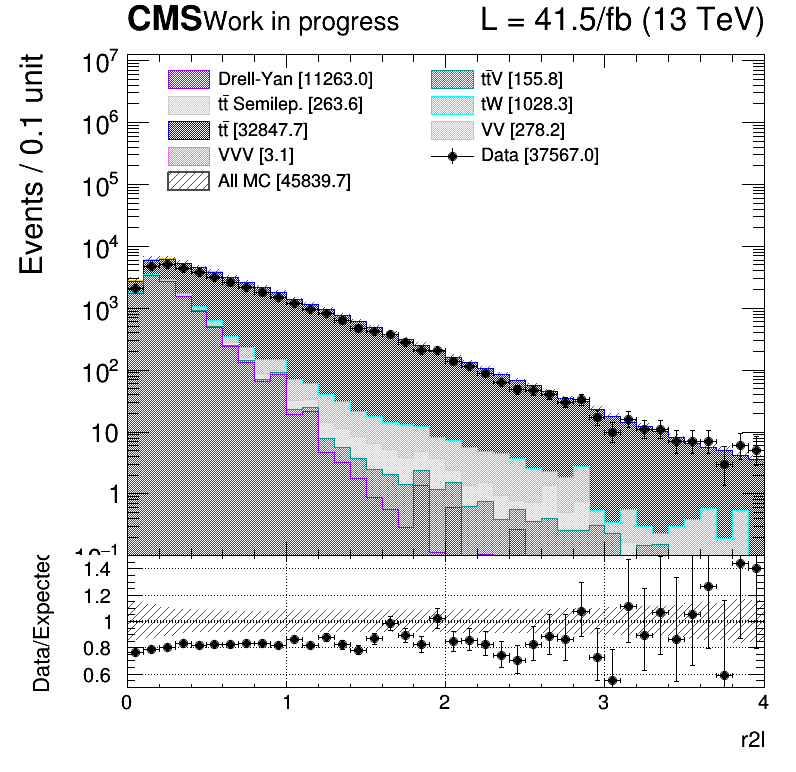 CMS Work in progress L = 41.5/fb (13 TeV)
Events / 0.1 unit
10⁷
10⁶
10⁵
10⁴
10³
10²
10
1
10⁻¹
Drell-Yan [11263.0]
tt̄ Semilep. [263.6]
tt̄ [32847.7]
VVV [3.1]
All MC [45839.7]
tt̄V [155.8]
tW [1028.3]
VV [278.2]
Data [37567.0]
Data/Expected
1.4
1.2
1
0.8
0.6
0 1 2 3 4
r2l